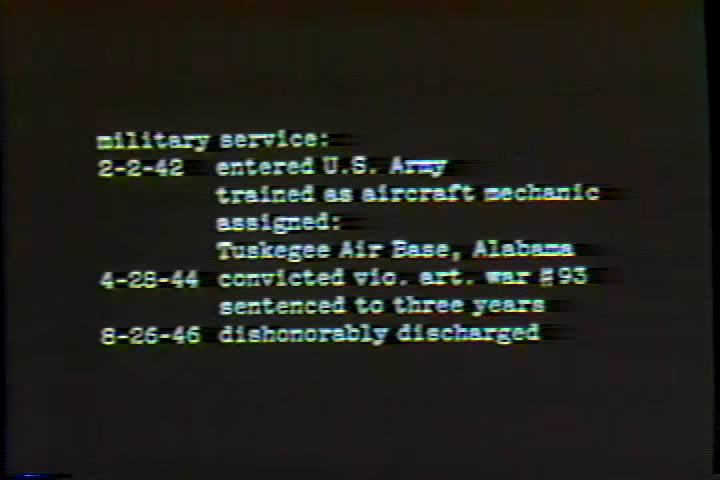 military service:
2-2-42 entered U.S. Army
trained as aircraft mechanic
assigned:
Tuskegee Air Base, Alabama
4-28-44 convicted vio. art. war #93
sentenced to three years
8-26-46 dishonorably discharged